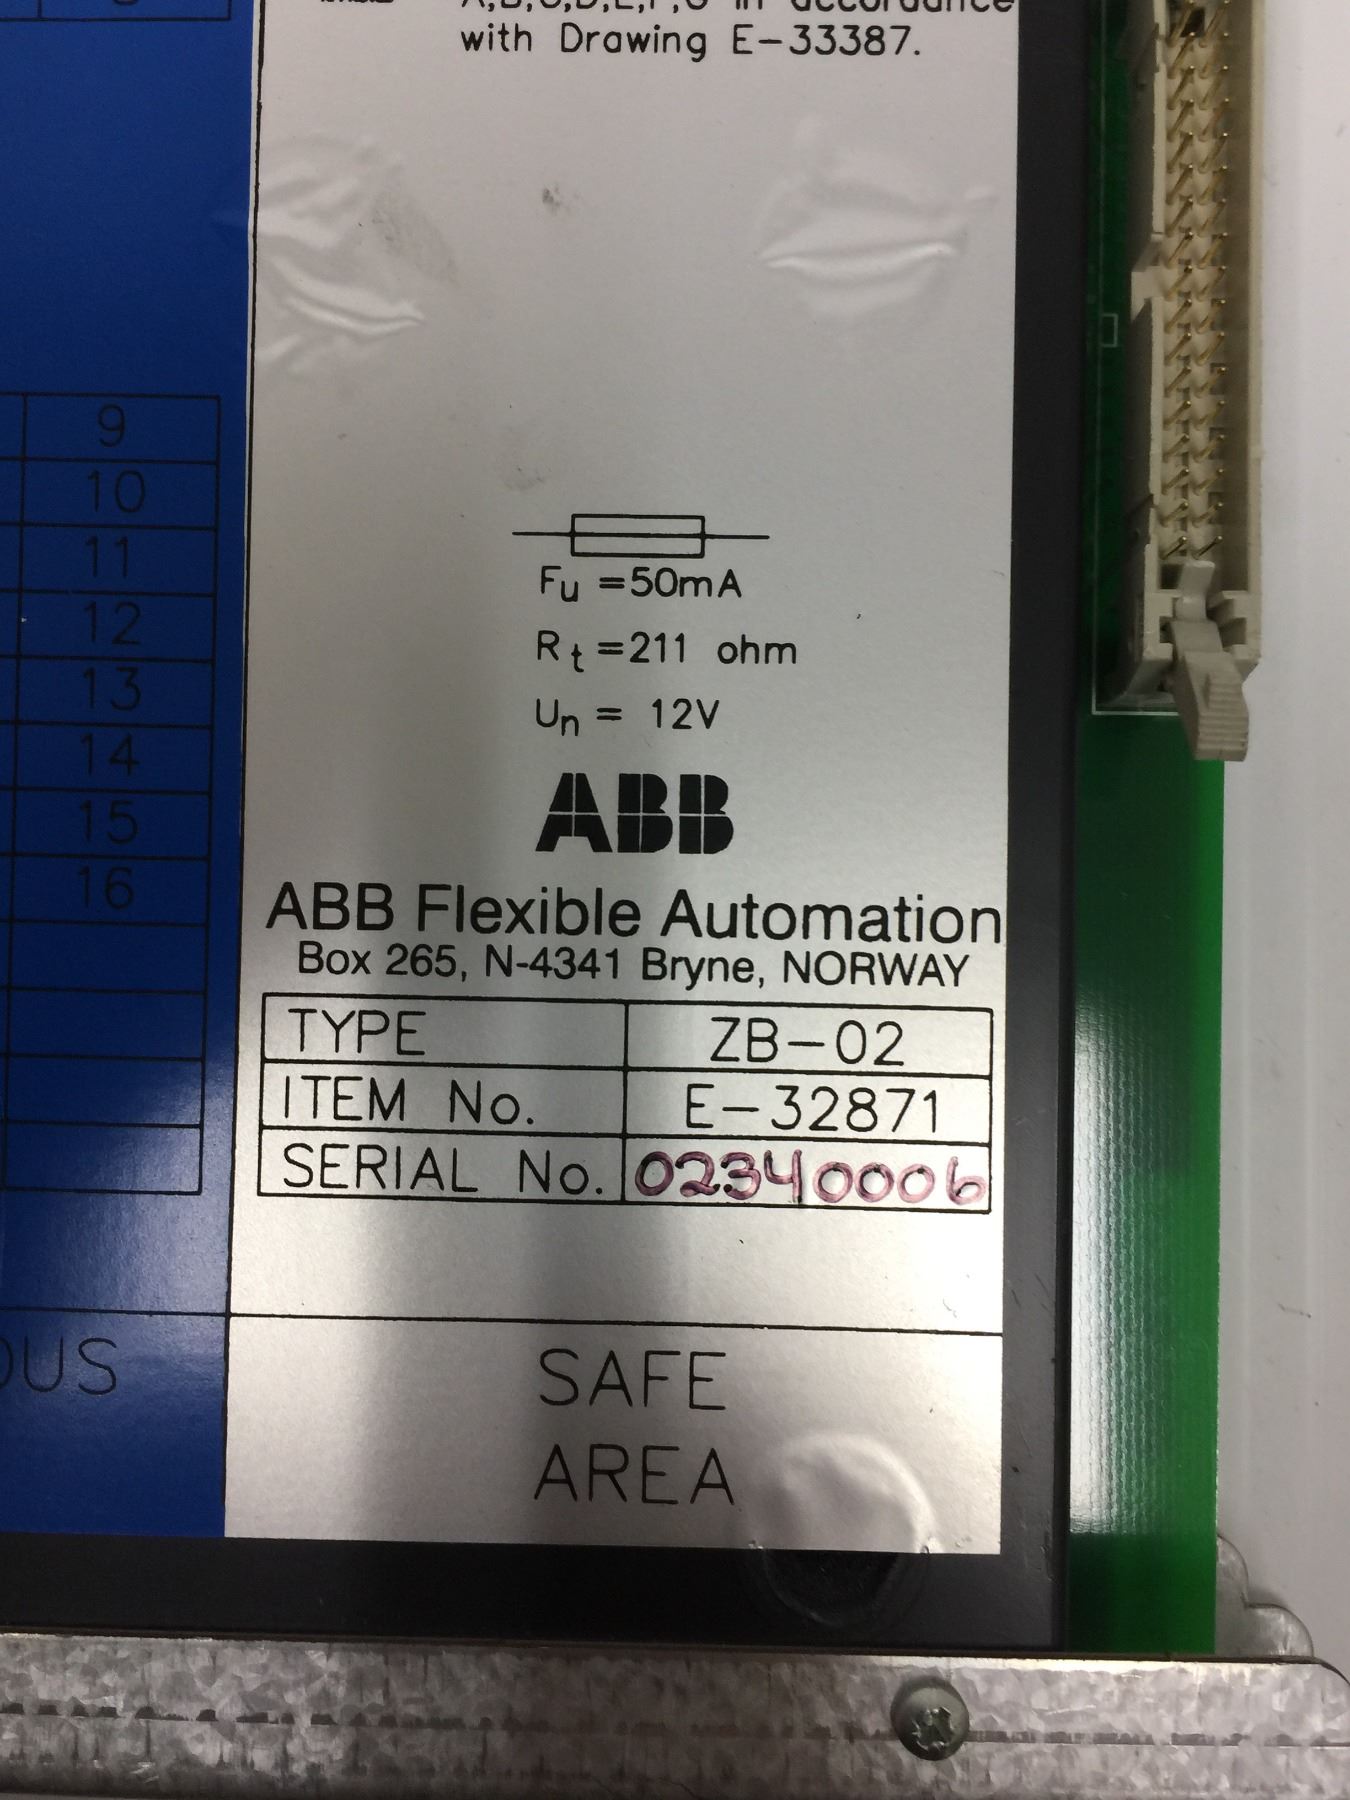 A,B,C,D,E,F,G in accordance
with Drawing E-33387.
9
10
11
12
13
14
15
16
Fu =50mA
Rt =211 ohm
Un = 12V
ABB
ABB Flexible Automation
Box 265, N-4341 Bryne, NORWAY
TYPE ZB-02
ITEM No. E-32871
SERIAL No. 02340006
OUS
SAFE
AREA